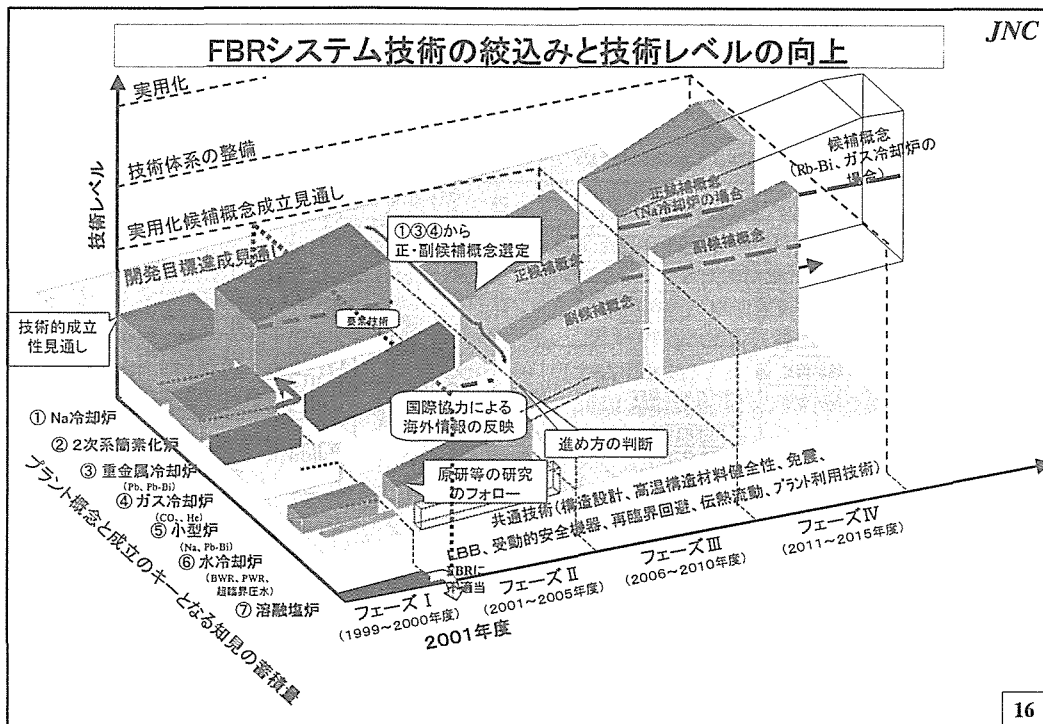 JNC
FBRシステム技術の絞込みと技術レベルの向上
実用化
技術体系の整備
実用化候補概念成立見通し
開発目標達成見通し
技術レベル
技術的成立
性見通し
①③④から
正・副候補概念選定
要素技術
正候補概念
副候補概念
正候補概念
(Na冷却炉の場合)
副候補概念
候補概念
(Rb-Bi、ガス冷却炉の
場合)
国際協力による
海外情報の反映
進め方の判断
原研等の研究
のフォロー
① Na冷却炉
② 2次系簡素化炉
③ 重金属冷却炉
(Pb, Pb-Bi)
④ ガス冷却炉
(CO₂, He)
⑤ 小型炉
(Na, Pb-Bi)
⑥ 水冷却炉
(BWR、PWR、
超臨界圧水)
⑦ 溶融塩炉
プラント概念と成立のキーとなる知見の蓄積量
共通技術(構造設計、高温構造材料健全性、免震、
LBB、受動的安全機器、再臨界回避、伝熱流動、プラント利用技術)
FBRに
不適当
フェーズⅠ
(1999～2000年度)
フェーズⅡ
(2001～2005年度)
フェーズⅢ
(2006～2010年度)
フェーズⅣ
(2011～2015年度)
2001年度
16